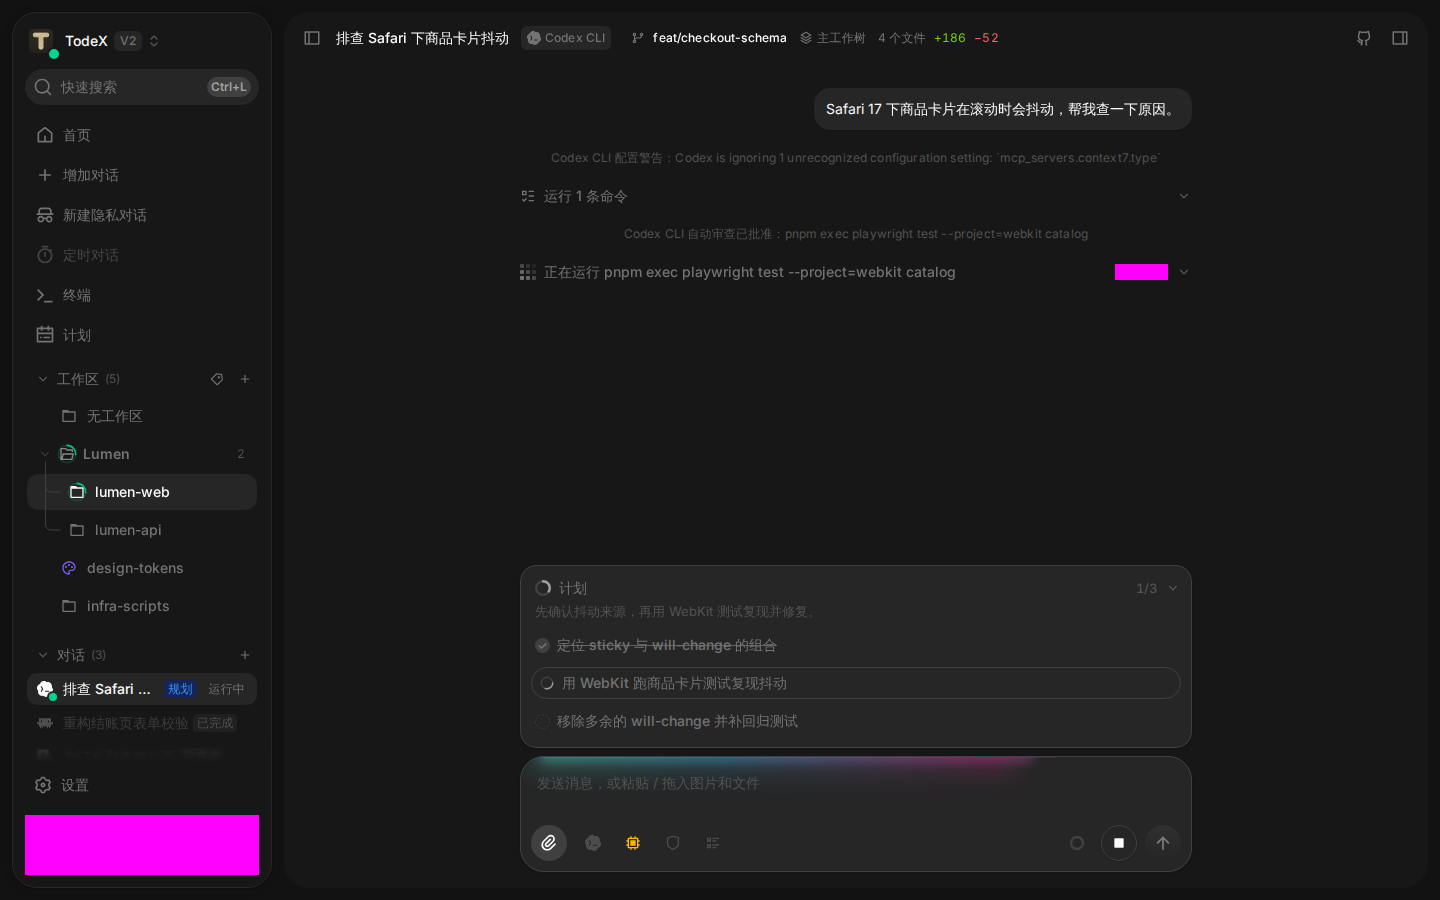 TodeX V2
快速搜索 Ctrl+L
首页
增加对话
新建隐私对话
定时对话
终端
计划
工作区 (5)
无工作区
Lumen 2
lumen-web
lumen-api
design-tokens
infra-scripts
对话 (3)
排查 Safari ... 规划 运行中
重构结账页表单校验 已完成
设置
排查 Safari 下商品卡片抖动 Codex CLI feat/checkout-schema 主工作树 4 个文件 +186 −52
Safari 17 下商品卡片在滚动时会抖动，帮我查一下原因。
Codex CLI 配置警告：Codex is ignoring 1 unrecognized configuration setting: `mcp_servers.context7.type`
运行 1 条命令
Codex CLI 自动审查已批准：pnpm exec playwright test --project=webkit catalog
正在运行 pnpm exec playwright test --project=webkit catalog
计划 1/3
先确认抖动来源，再用 WebKit 测试复现并修复。
定位 sticky 与 will-change 的组合
用 WebKit 跑商品卡片测试复现抖动
移除多余的 will-change 并补回归测试
发送消息，或粘贴 / 拖入图片和文件